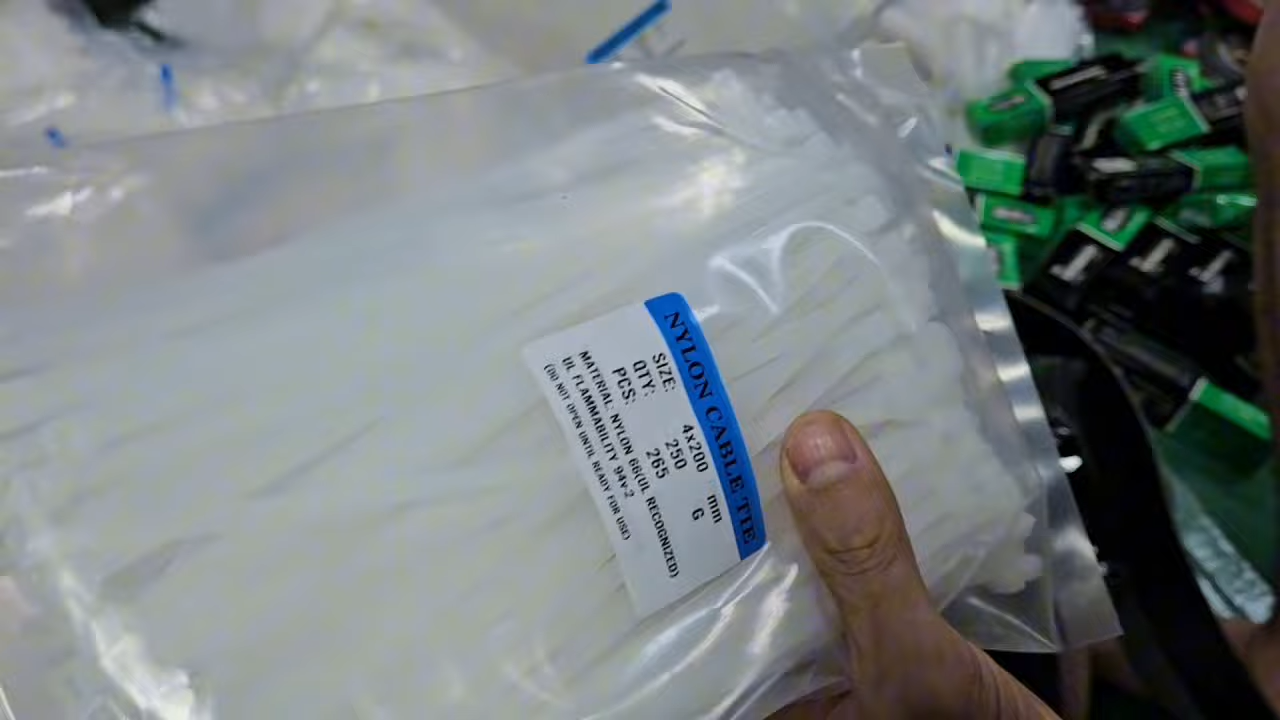 NYLON CABLE TIE
SIZE: 4x200 mm
QTY: 250 G
PCS: 265
MATERIAL: NYLON 66(UL RECOGNIZED)
UL FLAMMABILITY 94v-2
(DO NOT OPEN UNTIL READY FOR USE)